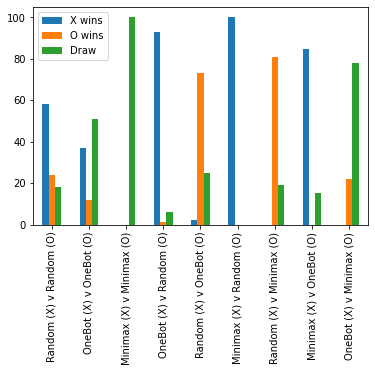 X wins
O wins
Draw
100
80
60
40
20
0
Random (X) v Random (O)
OneBot (X) v OneBot (O)
Minimax (X) v Minimax (O)
OneBot (X) v Random (O)
Random (X) v OneBot (O)
Minimax (X) v Random (O)
Random (X) v Minimax (O)
Minimax (X) v OneBot (O)
OneBot (X) v Minimax (O)